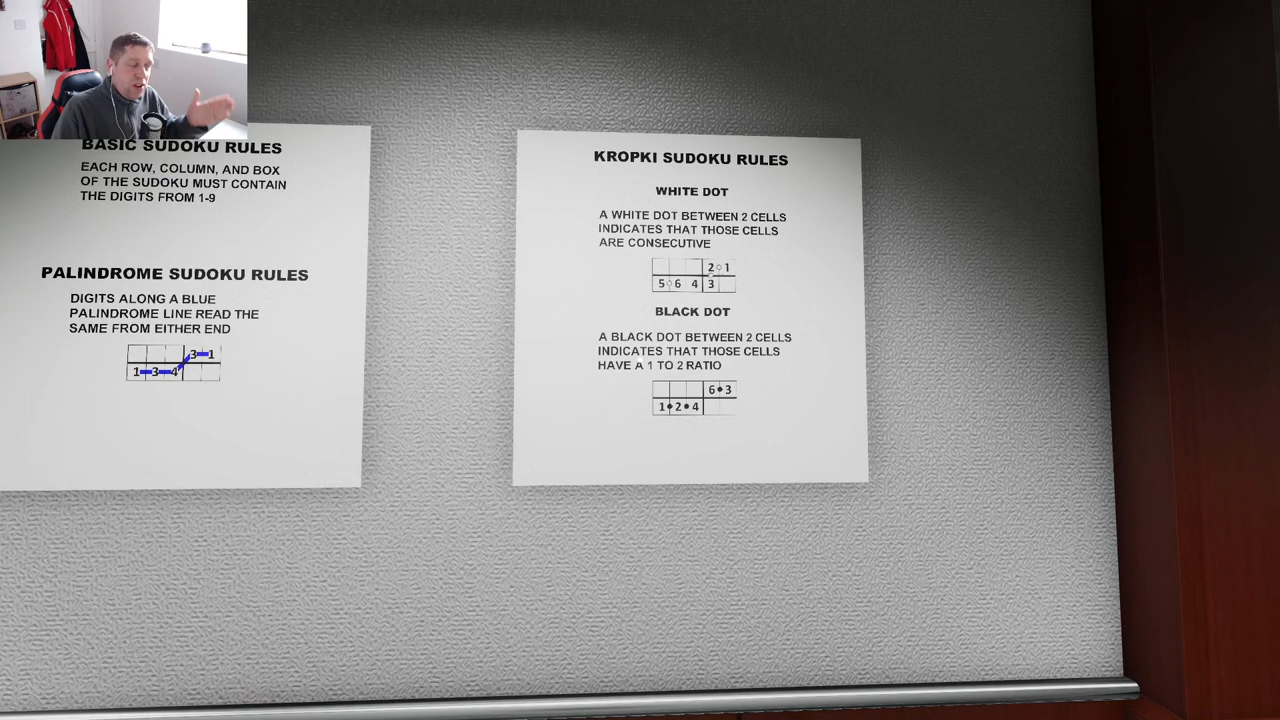 BASIC SUDOKU RULES
EACH ROW, COLUMN, AND BOX
OF THE SUDOKU MUST CONTAIN
THE DIGITS FROM 1-9
PALINDROME SUDOKU RULES
DIGITS ALONG A BLUE
PALINDROME LINE READ THE
SAME FROM EITHER END
3 1
1 3 4
KROPKI SUDOKU RULES
WHITE DOT
A WHITE DOT BETWEEN 2 CELLS
INDICATES THAT THOSE CELLS
ARE CONSECUTIVE
2 1
5 6 4 3
BLACK DOT
A BLACK DOT BETWEEN 2 CELLS
INDICATES THAT THOSE CELLS
HAVE A 1 TO 2 RATIO
6 3
1 2 4